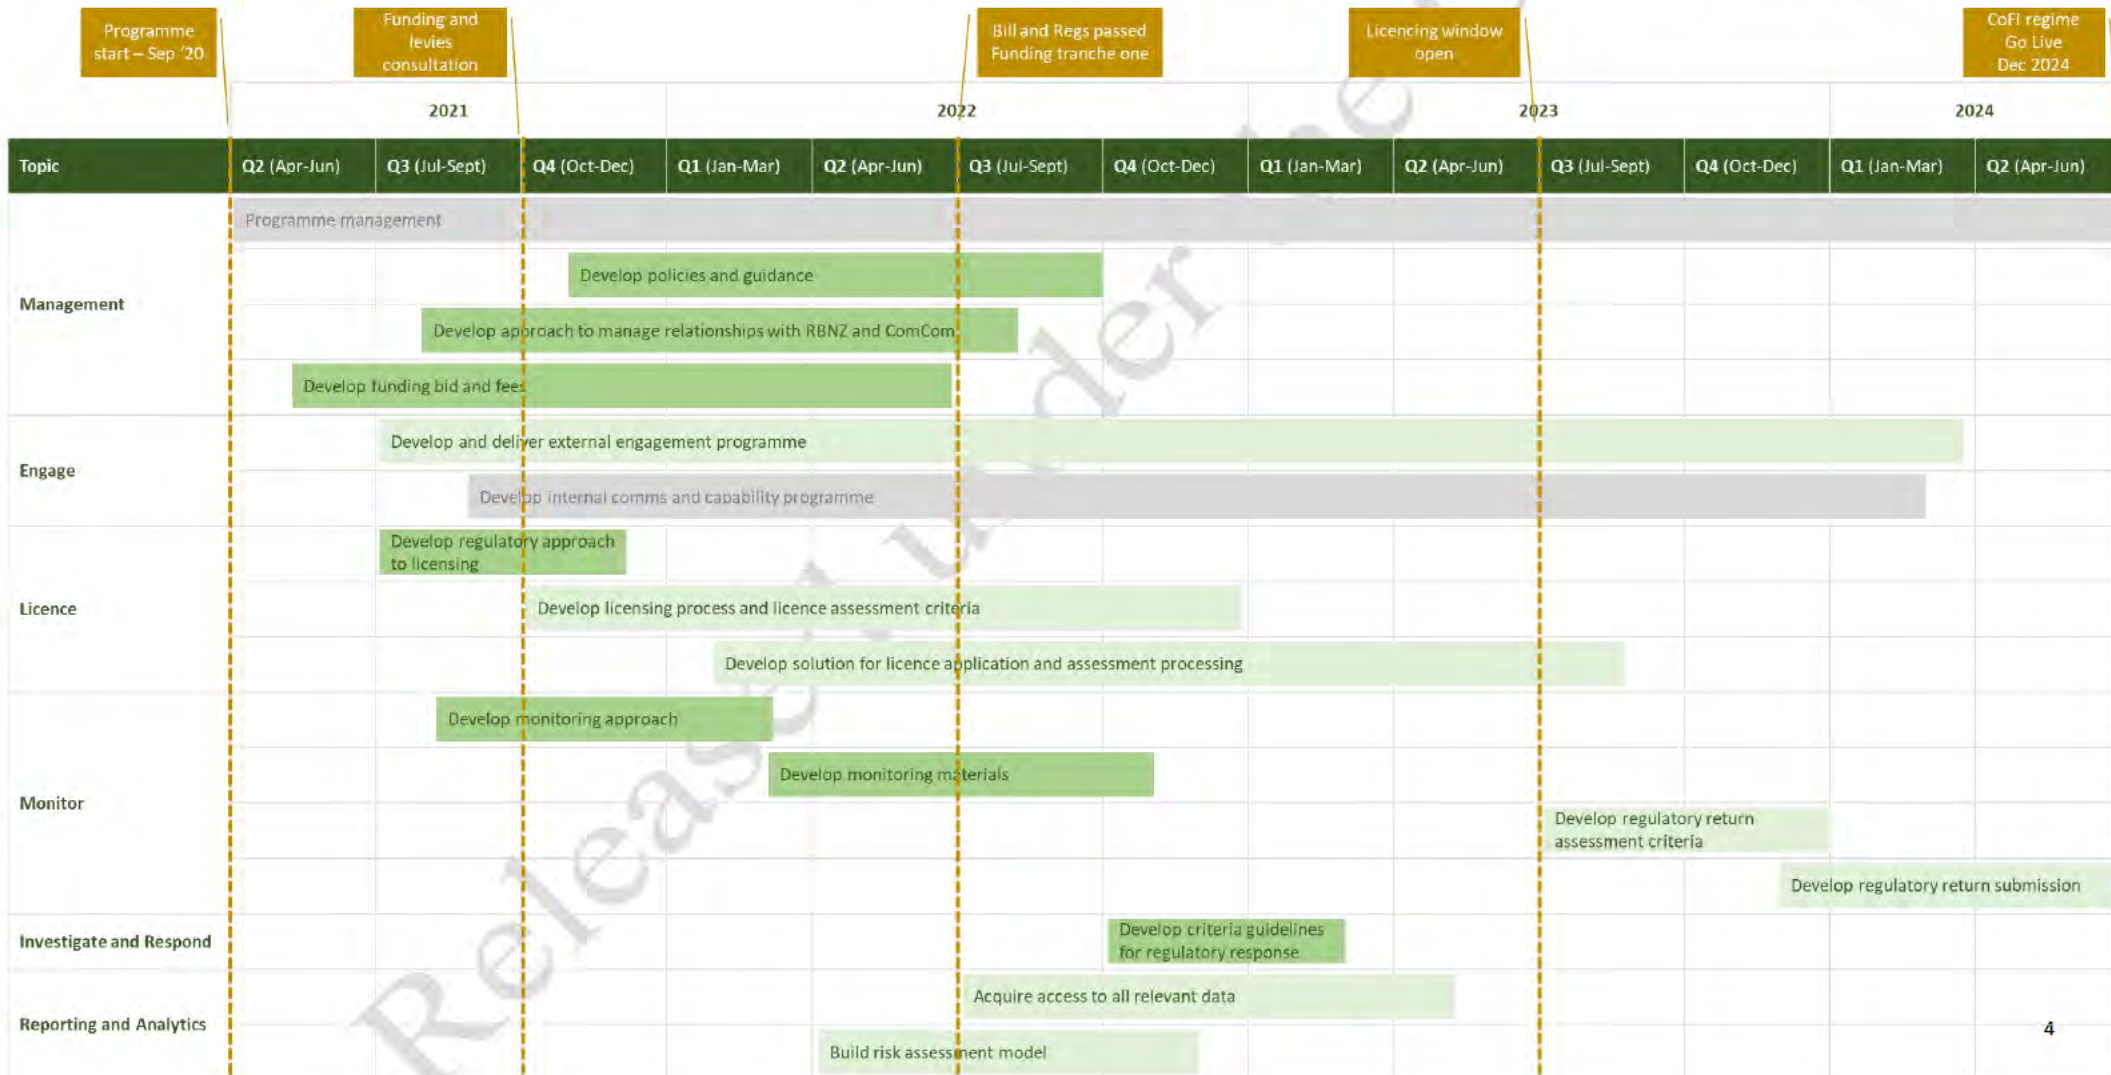 Programme
start – Sep '20
Funding and
levies
consultation
Bill and Regs passed
Funding tranche one
Licencing window
open
CoFI regime
Go Live
Dec 2024
2021
2022
2023
2024
Topic
Q2 (Apr-Jun)
Q3 (Jul-Sept)
Q4 (Oct-Dec)
Q1 (Jan-Mar)
Q2 (Apr-Jun)
Q3 (Jul-Sept)
Q4 (Oct-Dec)
Q1 (Jan-Mar)
Q2 (Apr-Jun)
Q3 (Jul-Sept)
Q4 (Oct-Dec)
Q1 (Jan-Mar)
Q2 (Apr-Jun)
Management
Programme management
Develop policies and guidance
Develop approach to manage relationships with RBNZ and ComCom
Develop funding bid and fees
Engage
Develop and deliver external engagement programme
Develop internal comms and capability programme
Licence
Develop regulatory approach
to licensing
Develop licensing process and licence assessment criteria
Develop solution for licence application and assessment processing
Monitor
Develop monitoring approach
Develop monitoring materials
Develop regulatory return
assessment criteria
Develop regulatory return submission
Investigate and Respond
Develop criteria guidelines
for regulatory response
Reporting and Analytics
Acquire access to all relevant data
Build risk assessment model
4
Released under the